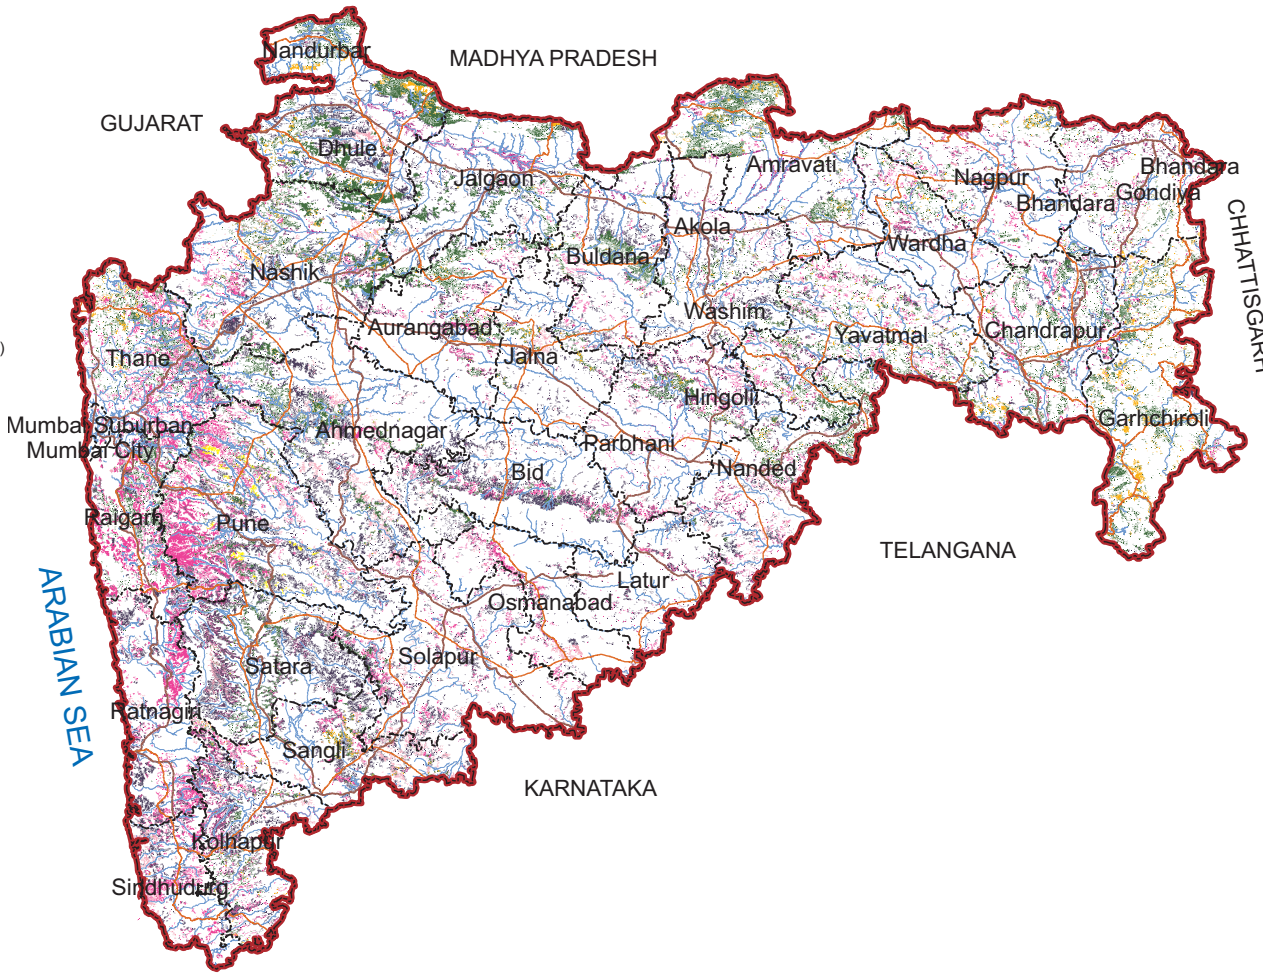 Nandurbar
MADHYA PRADESH
GUJARAT
Dhule
Jalgaon
Amravati
Nagpur
Bhandara
Gondiya
Bhandara
CHHATTISGARH
Akola
Wardha
Buldana
Nashik
Washim
Aurangabad
Jalna
Yavatmal
Chandrapur
Thane
)
Hingoli
Garhchiroli
Mumbai Suburban
Mumbai City
Ahmednagar
Parbhani
Bid
Nanded
Raigarh
Pune
TELANGANA
Latur
Osmanabad
ARABIAN SEA
Satara
Solapur
Ratnagiri
Sangli
KARNATAKA
Kolhapur
Sindhudurg